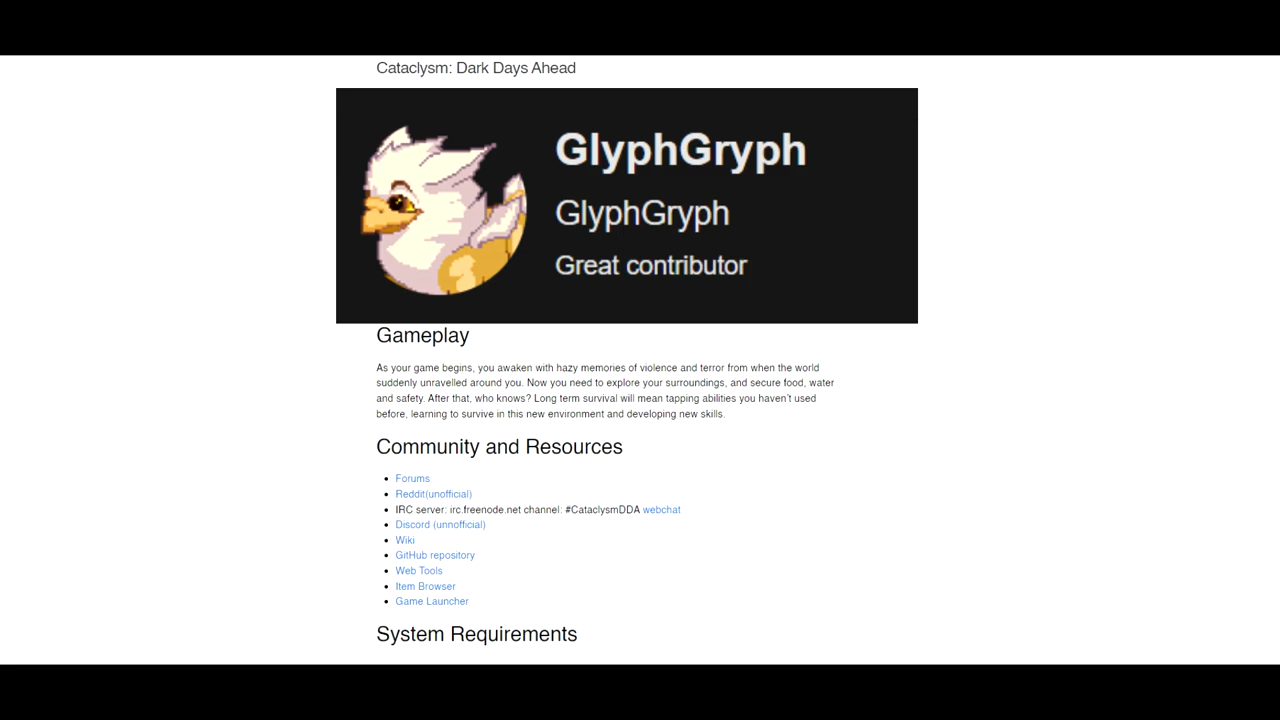 Cataclysm: Dark Days Ahead
GlyphGryph
GlyphGryph
Great contributor
Gameplay
As your game begins, you awaken with hazy memories of violence and terror from when the world
suddenly unravelled around you. Now you need to explore your surroundings, and secure food, water
and safety. After that, who knows? Long term survival will mean tapping abilities you haven't used
before, learning to survive in this new environment and developing new skills.
Community and Resources
Forums
Reddit(unofficial)
IRC server: irc.freenode.net channel: #CataclysmDDA webchat
Discord (unnofficial)
Wiki
GitHub repository
Web Tools
Item Browser
Game Launcher
System Requirements